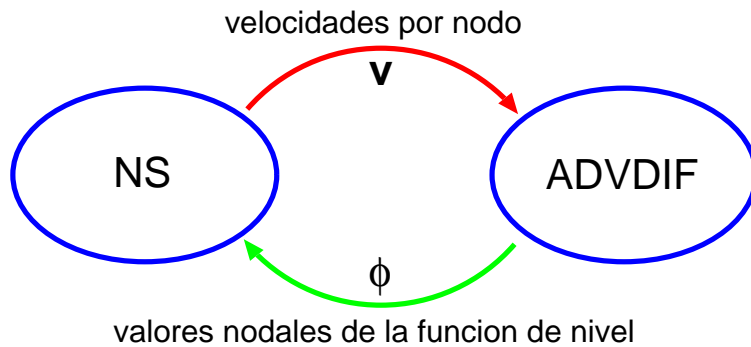 velocidades por nodo
v
NS
ADVDIF
ϕ
valores nodales de la funcion de nivel